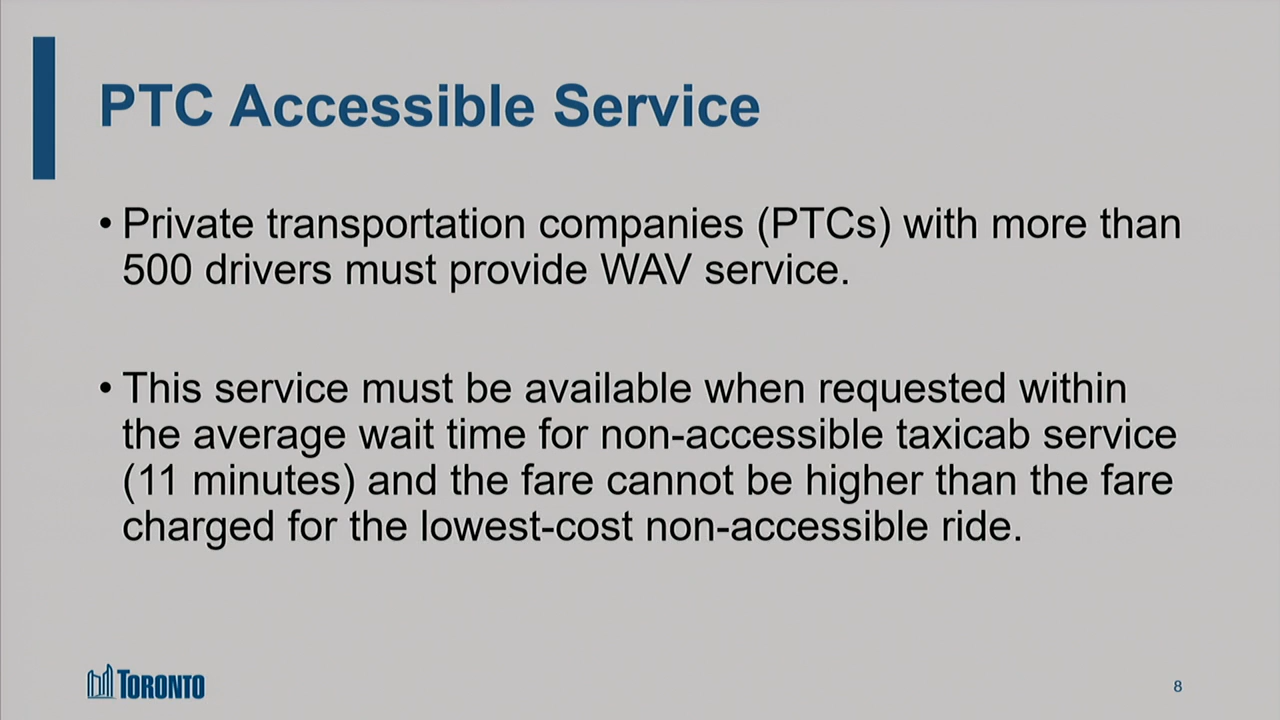 PTC Accessible Service
• Private transportation companies (PTCs) with more than
500 drivers must provide WAV service.
• This service must be available when requested within
the average wait time for non-accessible taxicab service
(11 minutes) and the fare cannot be higher than the fare
charged for the lowest-cost non-accessible ride.
TORONTO
8